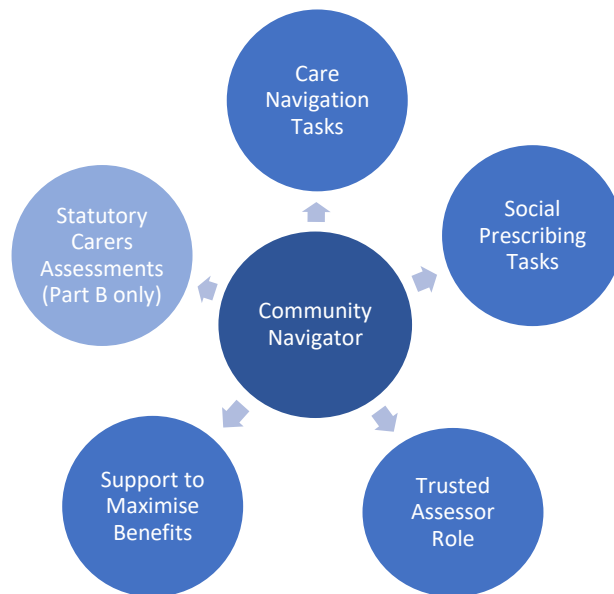 Care
Navigation
Tasks
Social
Prescribing
Tasks
Statutory
Carers
Assessments
(Part B only)
Community
Navigator
Support to
Maximise
Benefits
Trusted
Assessor
Role